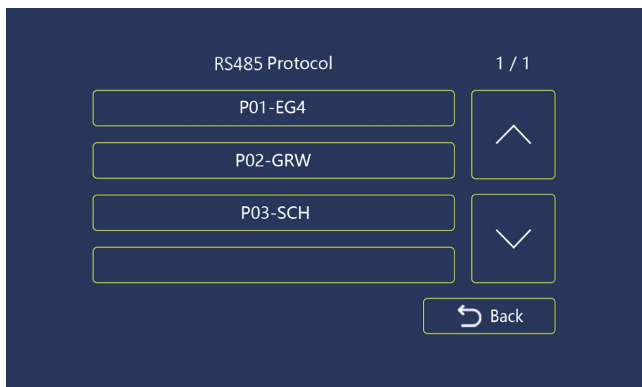 RS485 Protocol 1 / 1
P01-EG4
P02-GRW
P03-SCH
Back